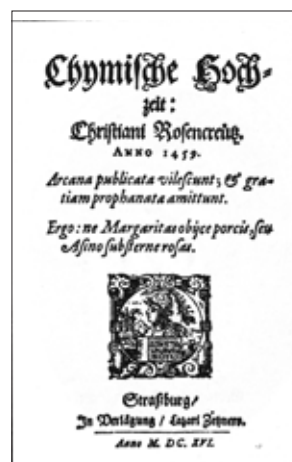 Chymische Hoch-
zeit:
Christiani Rosencreütz.
ANNO 1459.
Arcana publicata vilescunt; & gra-
tiam prophanata amittunt.
Ergo: ne Margaritas obijce porcis, seu
Asino substerne rosas.
Straßburg/
In Verlägung / Lazari Zetzners.
Anno M. DC. XVI.